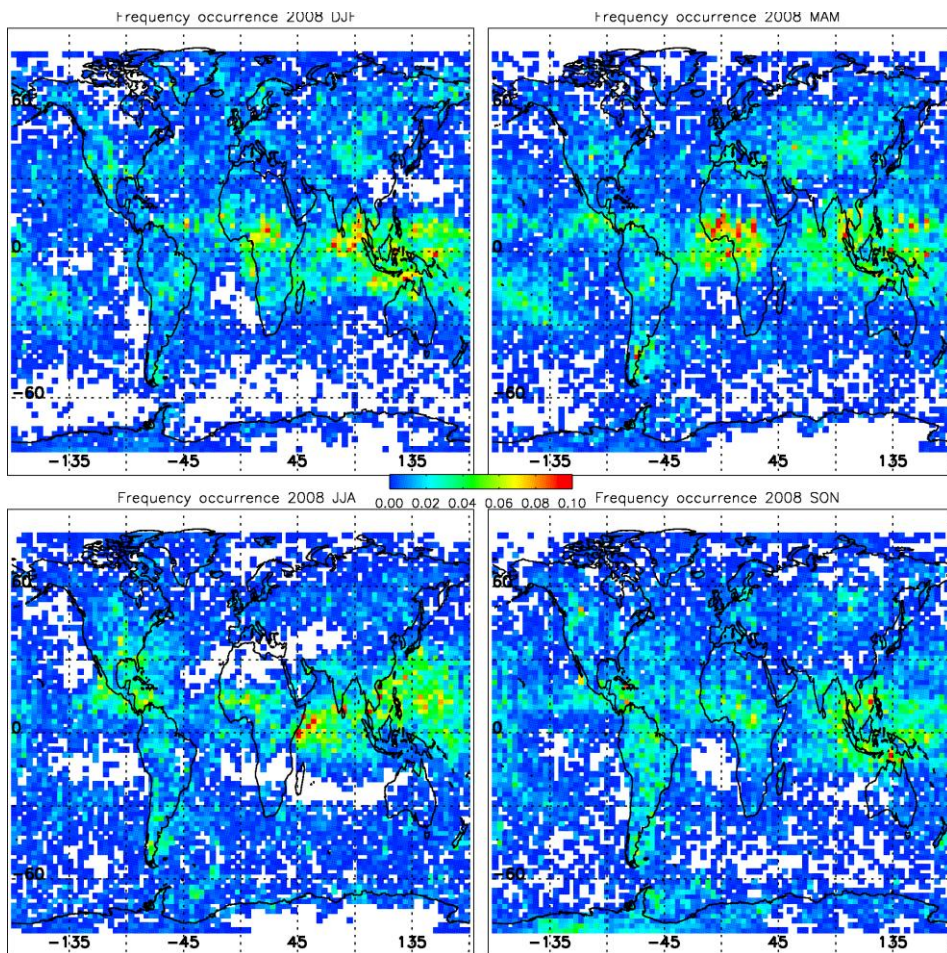 Frequency occurrence 2008 DJF
Frequency occurrence 2008 MAM
60
60
0
0
-60
-60
-135 -45 45 135
-135 -45 45 135
0.00 0.02 0.04 0.06 0.08 0.10
Frequency occurrence 2008 JJA
Frequency occurrence 2008 SON
60
60
0
0
-60
-60
-135 -45 45 135
-135 -45 45 135